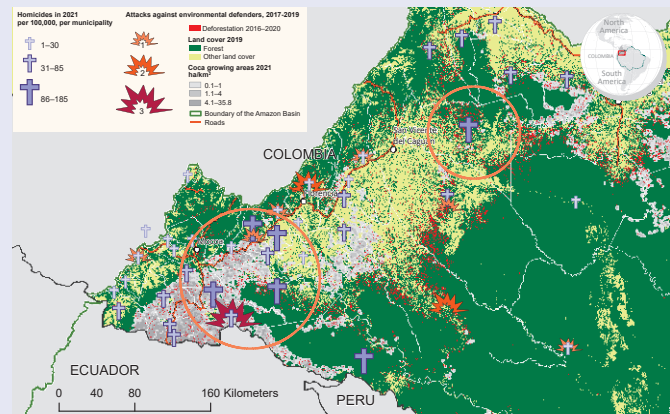 Homicides in 2021
per 100,000, per municipality
1–30
31–85
86–185
Attacks against environmental defenders, 2017–2019
1
2
3
Deforestation 2016–2020
Land cover 2019
Forest
Other land cover
Coca growing areas 2021
ha/km²
0.1–1
1.1–4
4.1–35.8
Boundary of the Amazon Basin
Roads
North
America
COLOMBIA
South
America
San Vicente
del Caguán
COLOMBIA
Florencia
Mocoa
ECUADOR
PERU
0 40 80 160 Kilometers